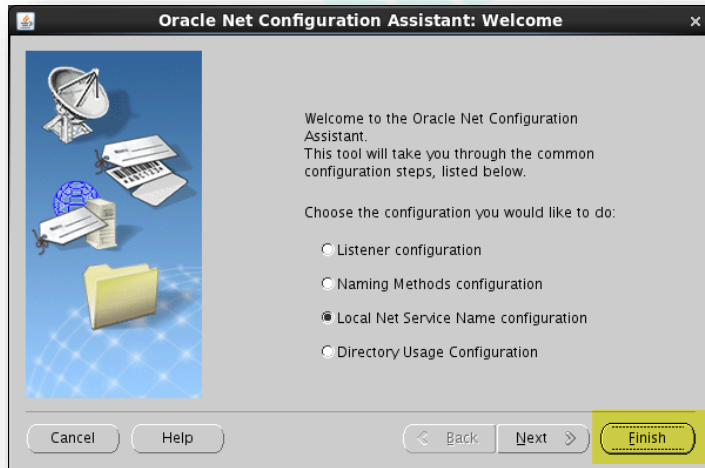 Oracle Net Configuration Assistant: Welcome
Welcome to the Oracle Net Configuration
Assistant.
This tool will take you through the common
configuration steps, listed below.
Choose the configuration you would like to do:
Listener configuration
Naming Methods configuration
Local Net Service Name configuration
Directory Usage Configuration
Cancel Help Back Next Finish